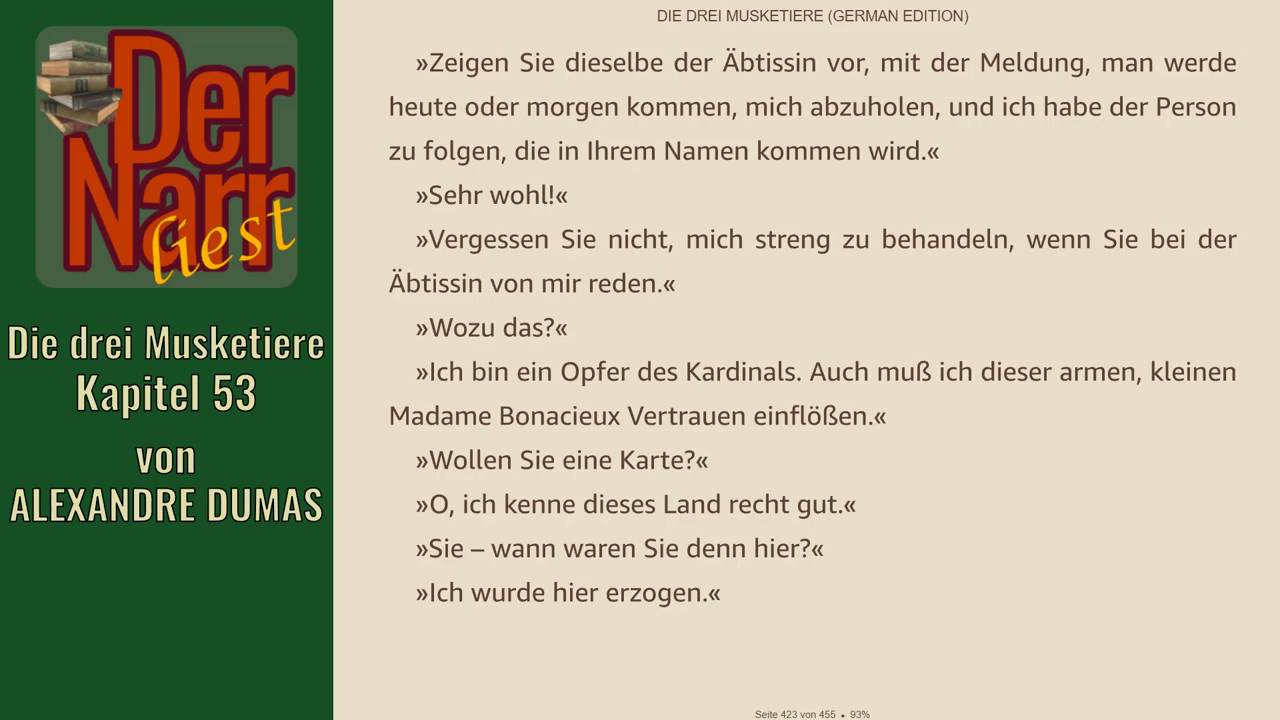 Der
Narr
liest
Die drei Musketiere
Kapitel 53
von
ALEXANDRE DUMAS
DIE DREI MUSKETIERE (GERMAN EDITION)
»Zeigen Sie dieselbe der Äbtissin vor, mit der Meldung, man werde
heute oder morgen kommen, mich abzuholen, und ich habe der Person
zu folgen, die in Ihrem Namen kommen wird.«
»Sehr wohl!«
»Vergessen Sie nicht, mich streng zu behandeln, wenn Sie bei der
Äbtissin von mir reden.«
»Wozu das?«
»Ich bin ein Opfer des Kardinals. Auch muß ich dieser armen, kleinen
Madame Bonacieux Vertrauen einflößen.«
»Wollen Sie eine Karte?«
»O, ich kenne dieses Land recht gut.«
»Sie – wann waren Sie denn hier?«
»Ich wurde hier erzogen.«
Seite 423 von 455 • 93%